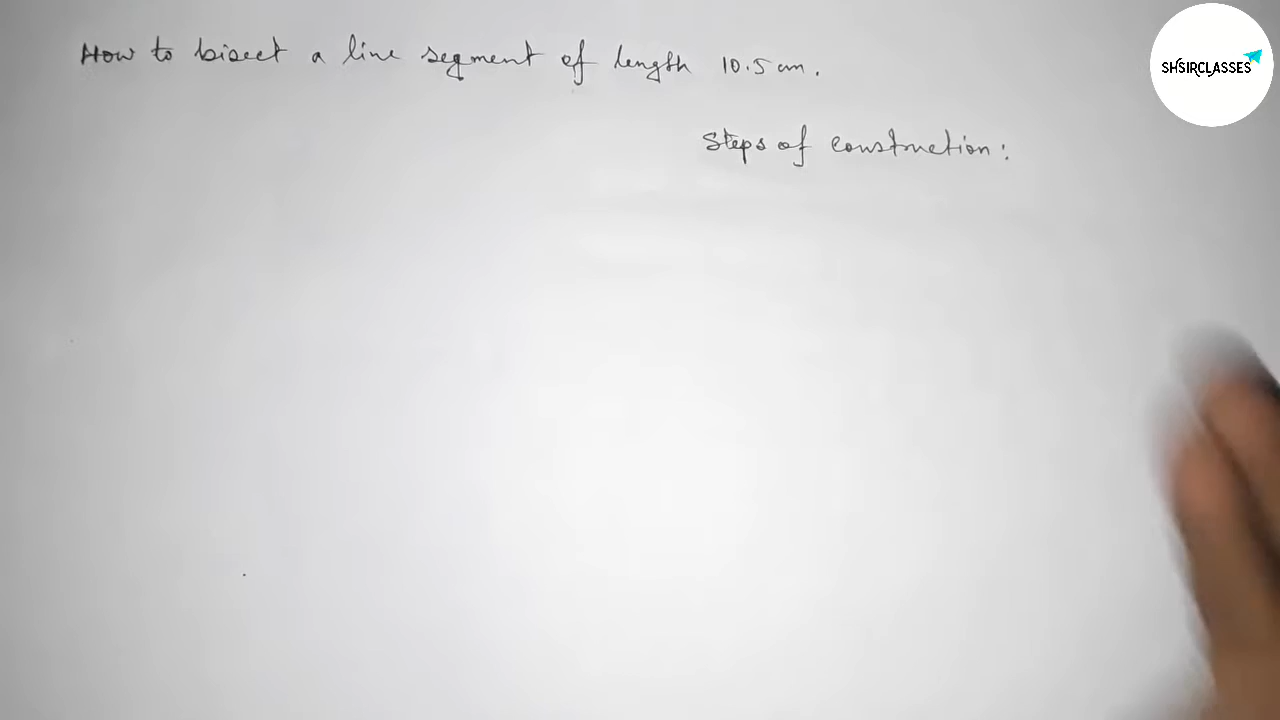 How to bisect a line segment of length 10.5 cm.
SHSIRCLASSES
Steps of construction: